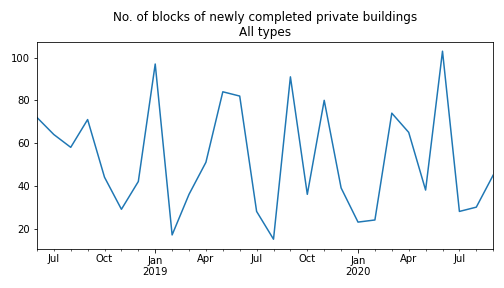 No. of blocks of newly completed private buildings
All types
100
80
60
40
20
Jul Oct Jan Apr Jul Oct Jan Apr Jul
2019 2020